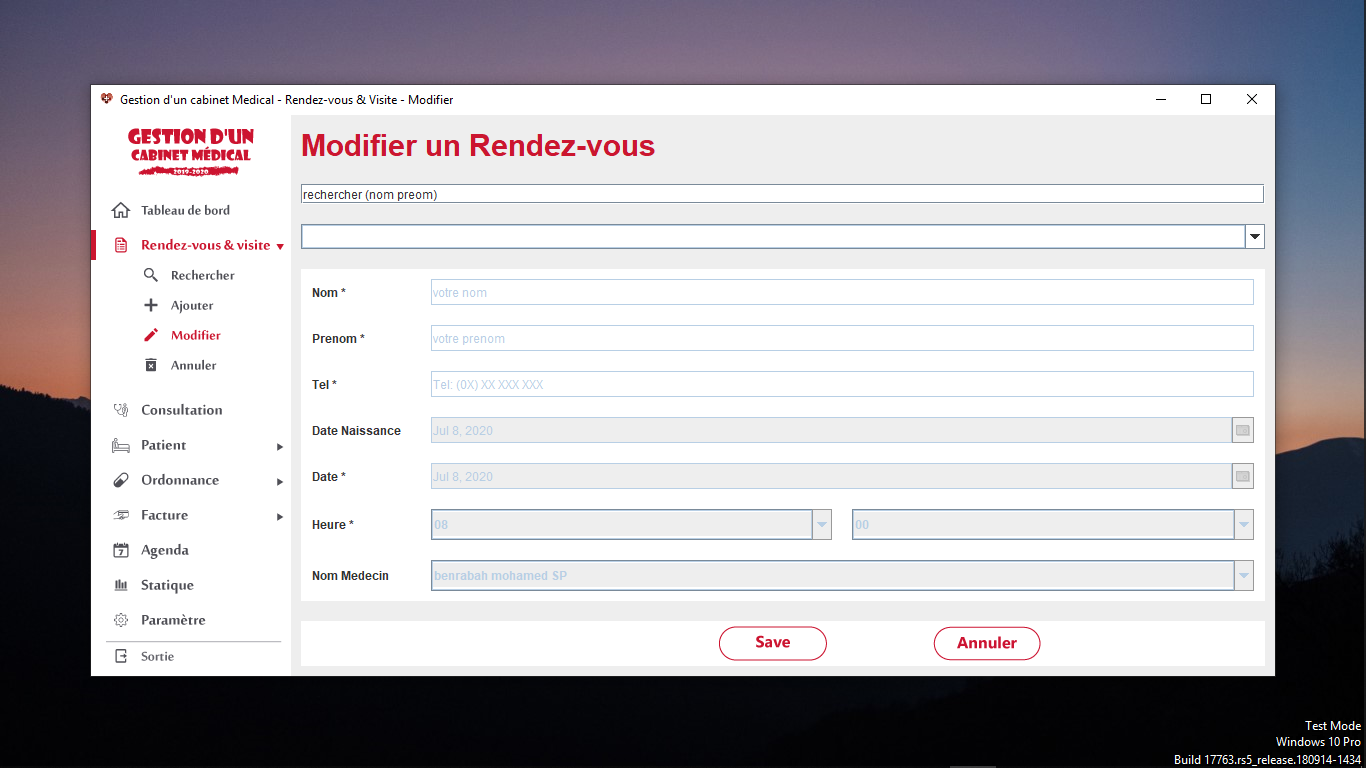 Gestion d'un cabinet Medical - Rendez-vous & Visite - Modifier
GESTION D'UN
CABINET MÉDICAL
2019-2020
Tableau de bord
Rendez-vous & visite
Rechercher
Ajouter
Modifier
Annuler
Consultation
Patient
Ordonnance
Facture
7
Agenda
Statique
Paramètre
Sortie
Modifier un Rendez-vous
rechercher (nom preom)
Nom * votre nom
Prenom * votre prenom
Tel * Tel: (0X) XX XXX XXX
Date Naissance Jul 8, 2020
Date * Jul 8, 2020
Heure * 08 00
Nom Medecin benrabah mohamed SP
Save Annuler
Test Mode
Windows 10 Pro
Build 17763.rs5_release.180914-1434